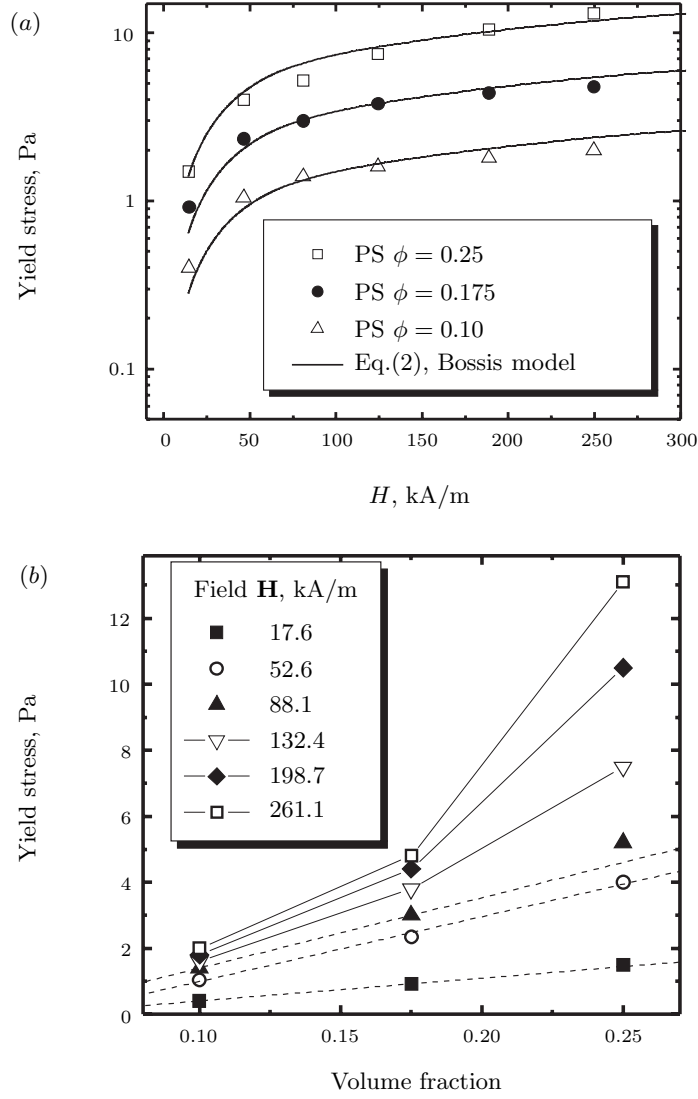 (a)
10
1
0.1
Yield stress, Pa
PS ϕ = 0.25
PS ϕ = 0.175
PS ϕ = 0.10
Eq.(2), Bossis model
0 50 100 150 200 250 300
H, kA/m
(b)
12
10
8
6
4
2
0
Yield stress, Pa
Field H, kA/m
17.6
52.6
88.1
132.4
198.7
261.1
0.10 0.15 0.20 0.25
Volume fraction